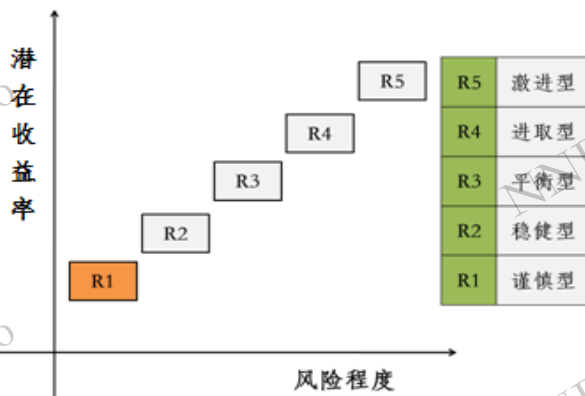 潜在收益率
R5
R4
R3
R2
R1
风险程度
R5 激进型
R4 进取型
R3 平衡型
R2 稳健型
R1 谨慎型